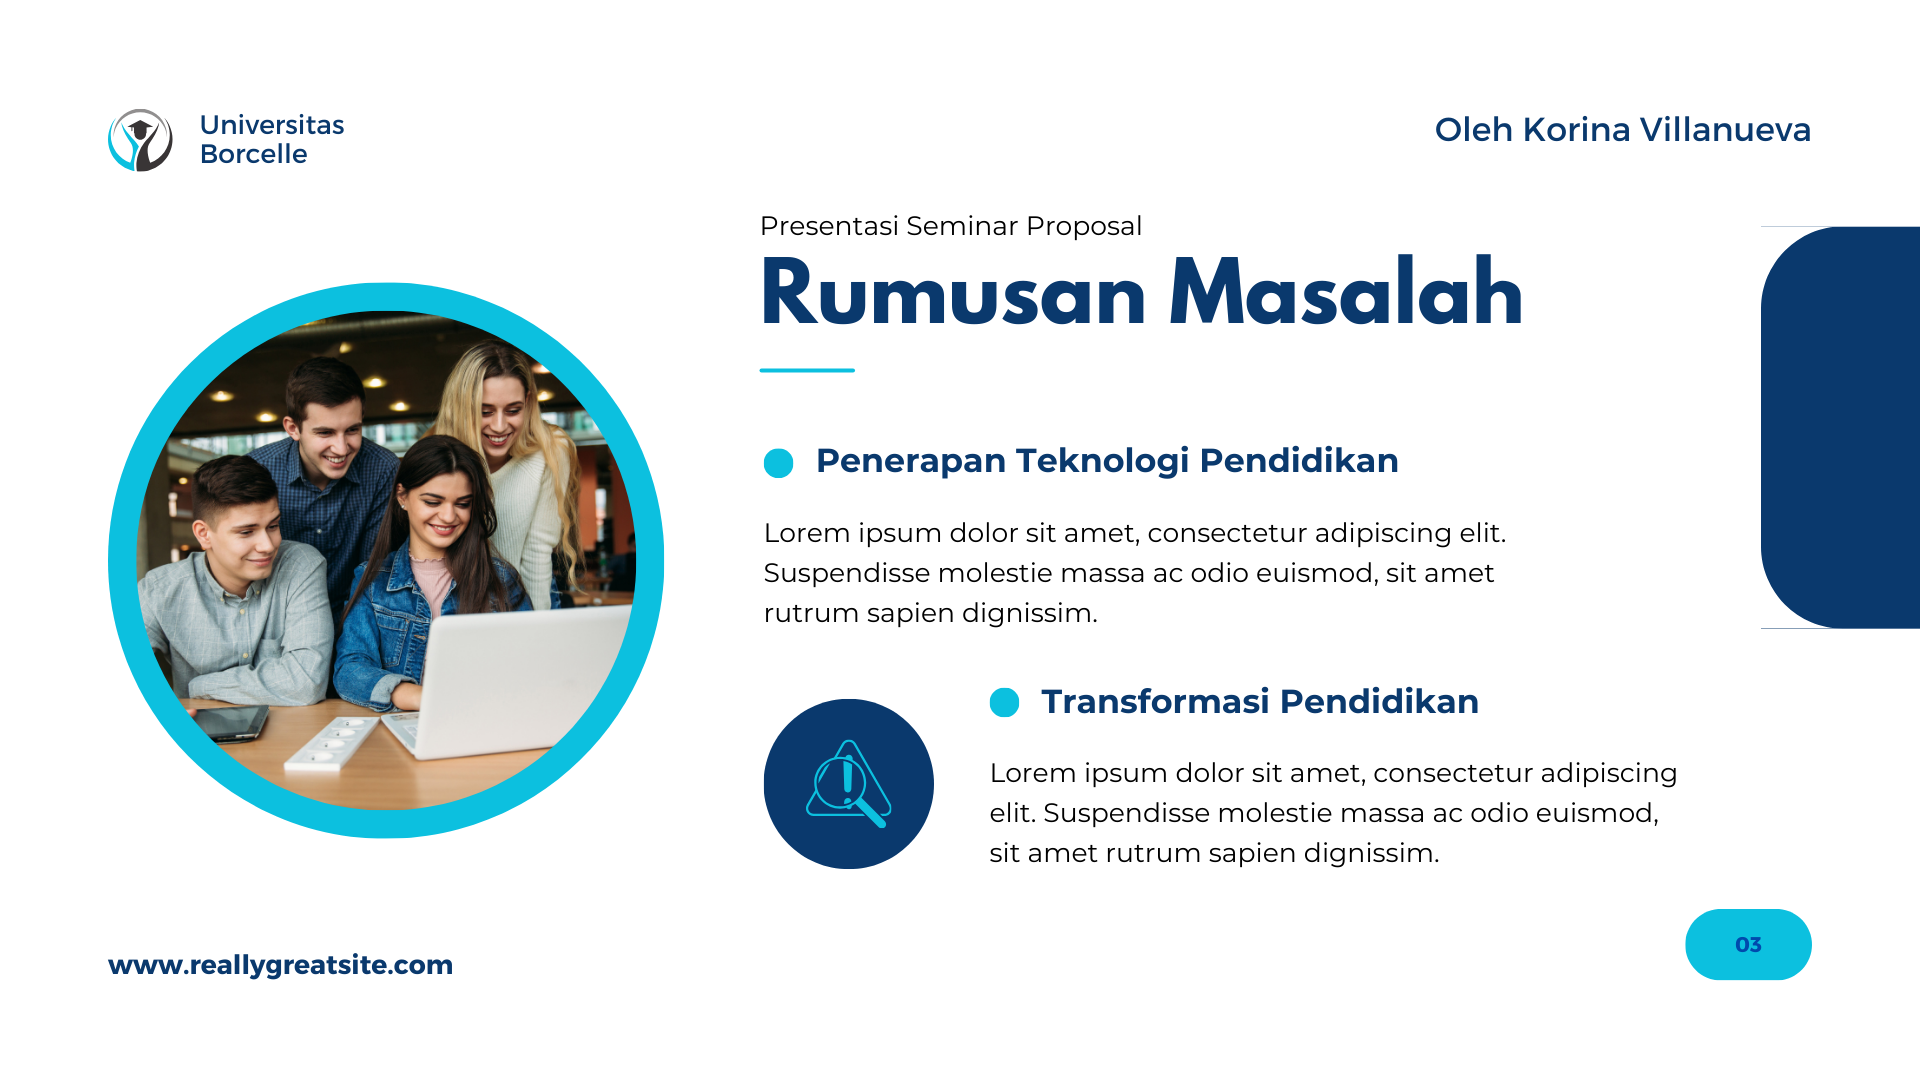 Universitas
Borcelle
Oleh Korina Villanueva
Presentasi Seminar Proposal
Rumusan Masalah
Penerapan Teknologi Pendidikan
Lorem ipsum dolor sit amet, consectetur adipiscing elit.
Suspendisse molestie massa ac odio euismod, sit amet
rutrum sapien dignissim.
Transformasi Pendidikan
Lorem ipsum dolor sit amet, consectetur adipiscing
elit. Suspendisse molestie massa ac odio euismod,
sit amet rutrum sapien dignissim.
www.reallygreatsite.com
03